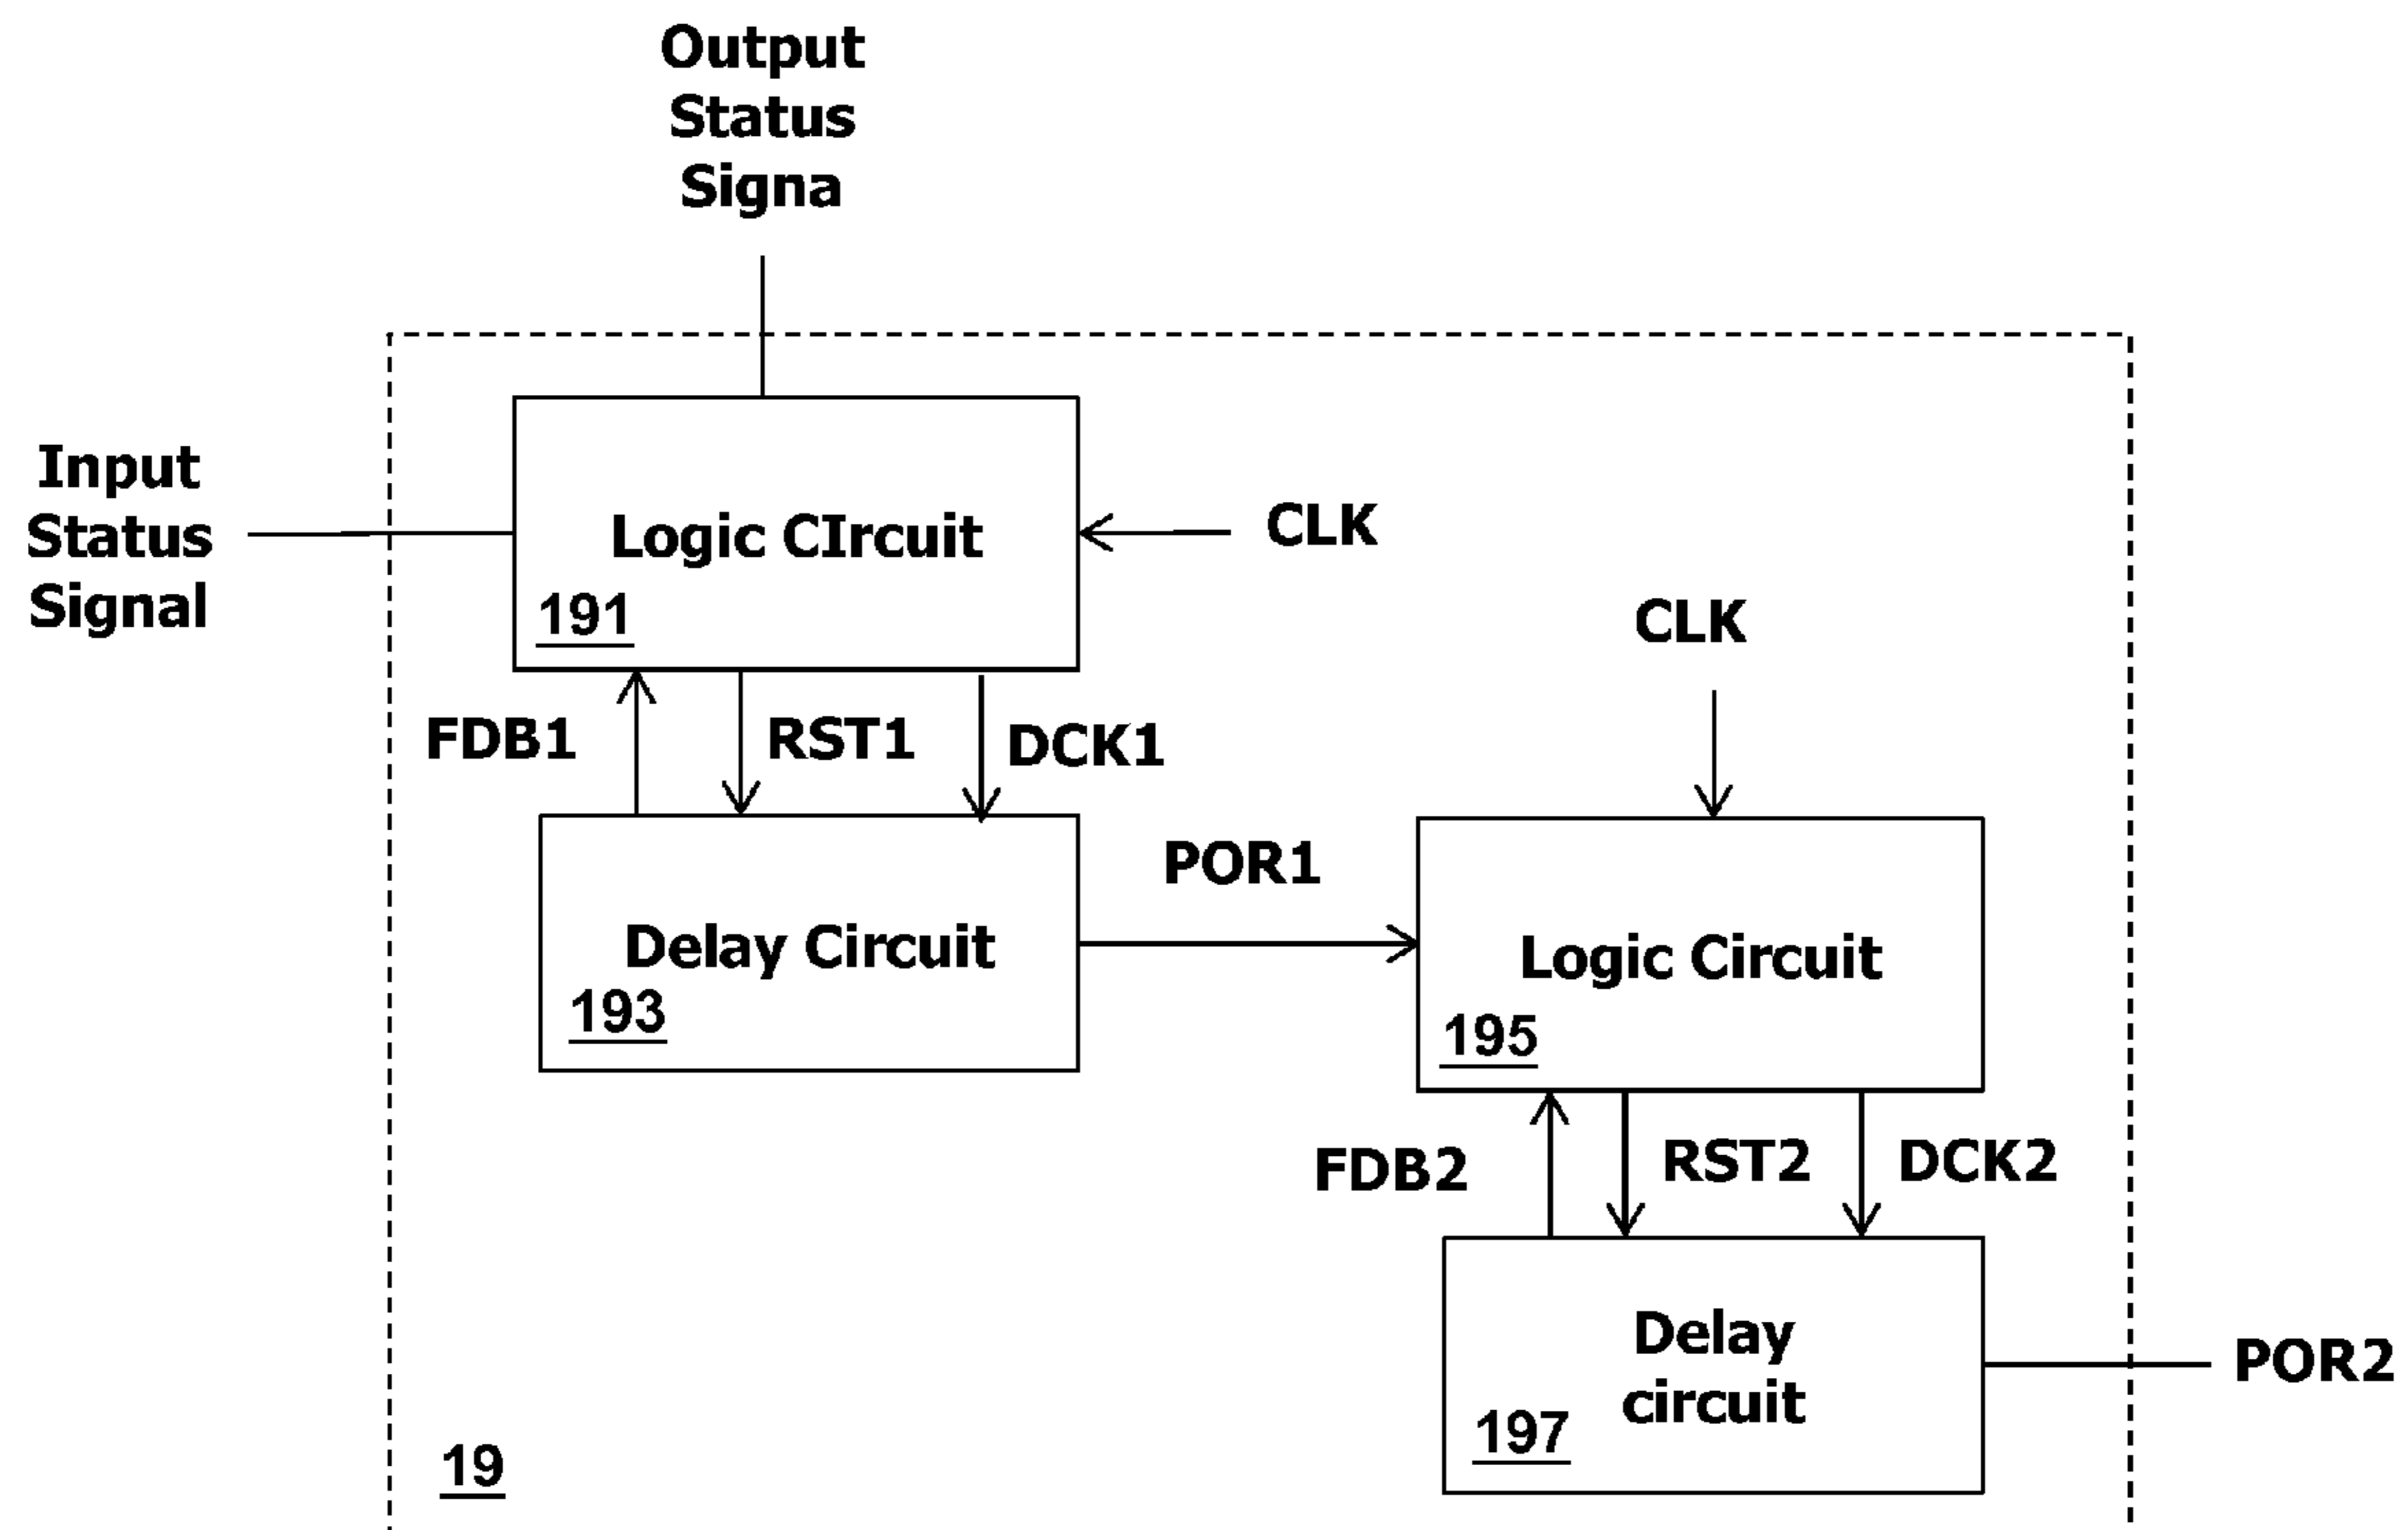 Output
Status
Signa
Input
Status
Signal
Logic CIrcuit
191
CLK
CLK
FDB1
RST1
DCK1
POR1
Delay Circuit
193
Logic Circuit
195
FDB2
RST2
DCK2
Delay
circuit
197
POR2
19